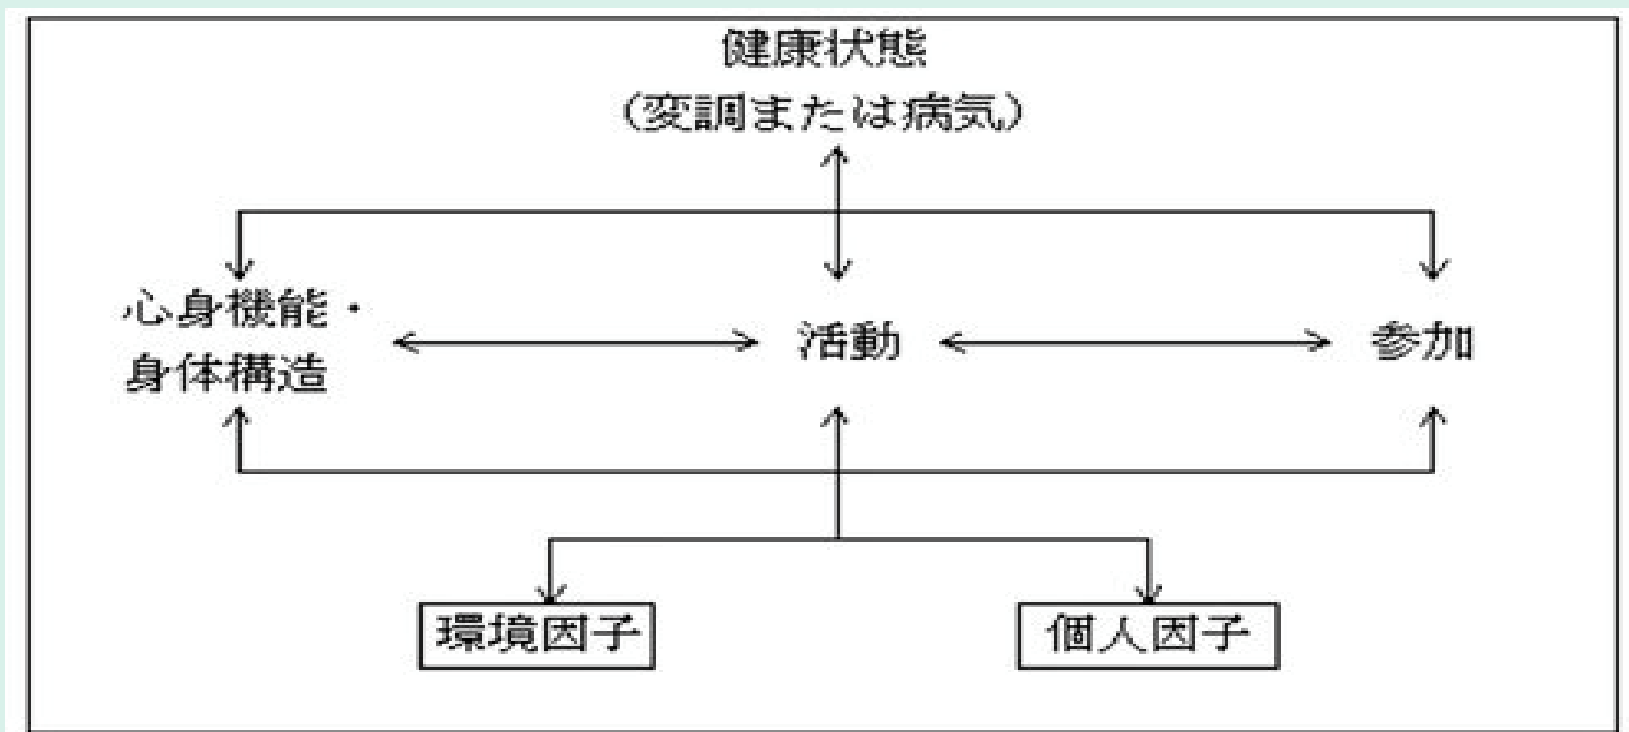 健康状態
（変調または病気）
心身機能・
身体構造
活動
参加
環境因子
個人因子